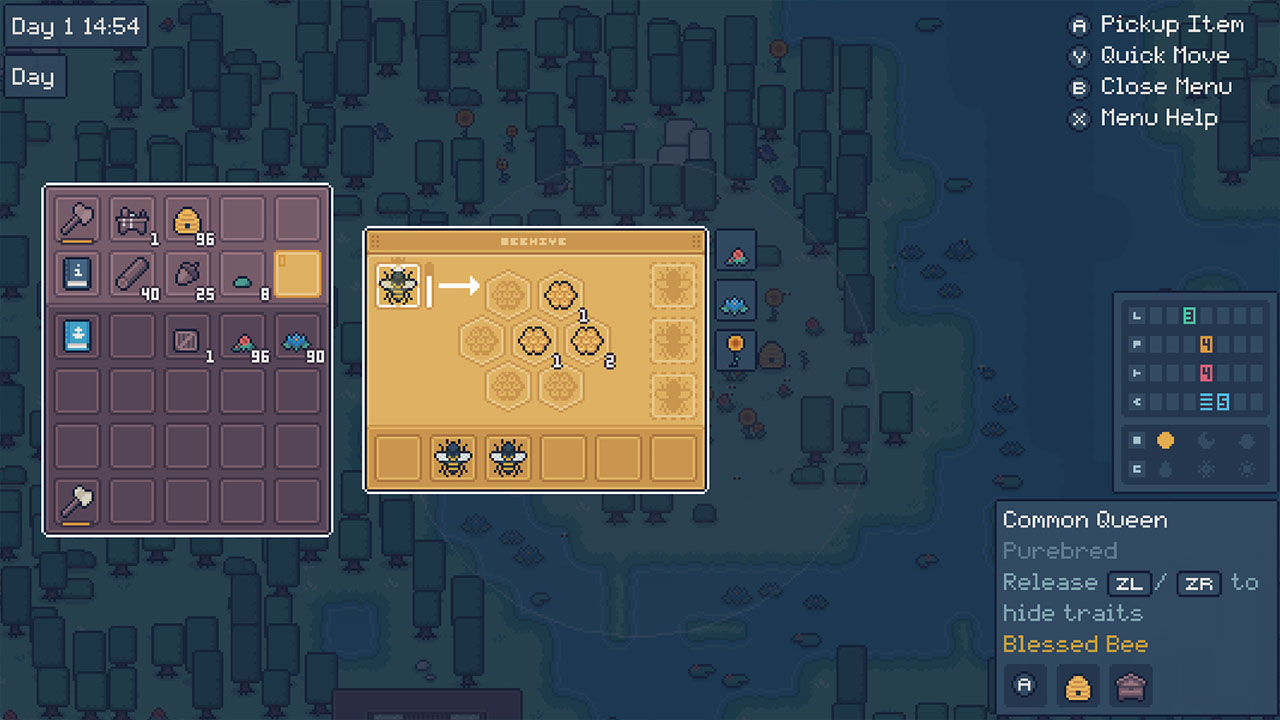 Day 1 14:54
Day
A Pickup Item
Y Quick Move
B Close Menu
X Menu Help
1
96
40
25
8
1
96
90
BEEHIVE
1
1
2
L 3
F 4
T 4
C 5
Common Queen
Purebred
Release ZL / ZR to
hide traits
Blessed Bee
A